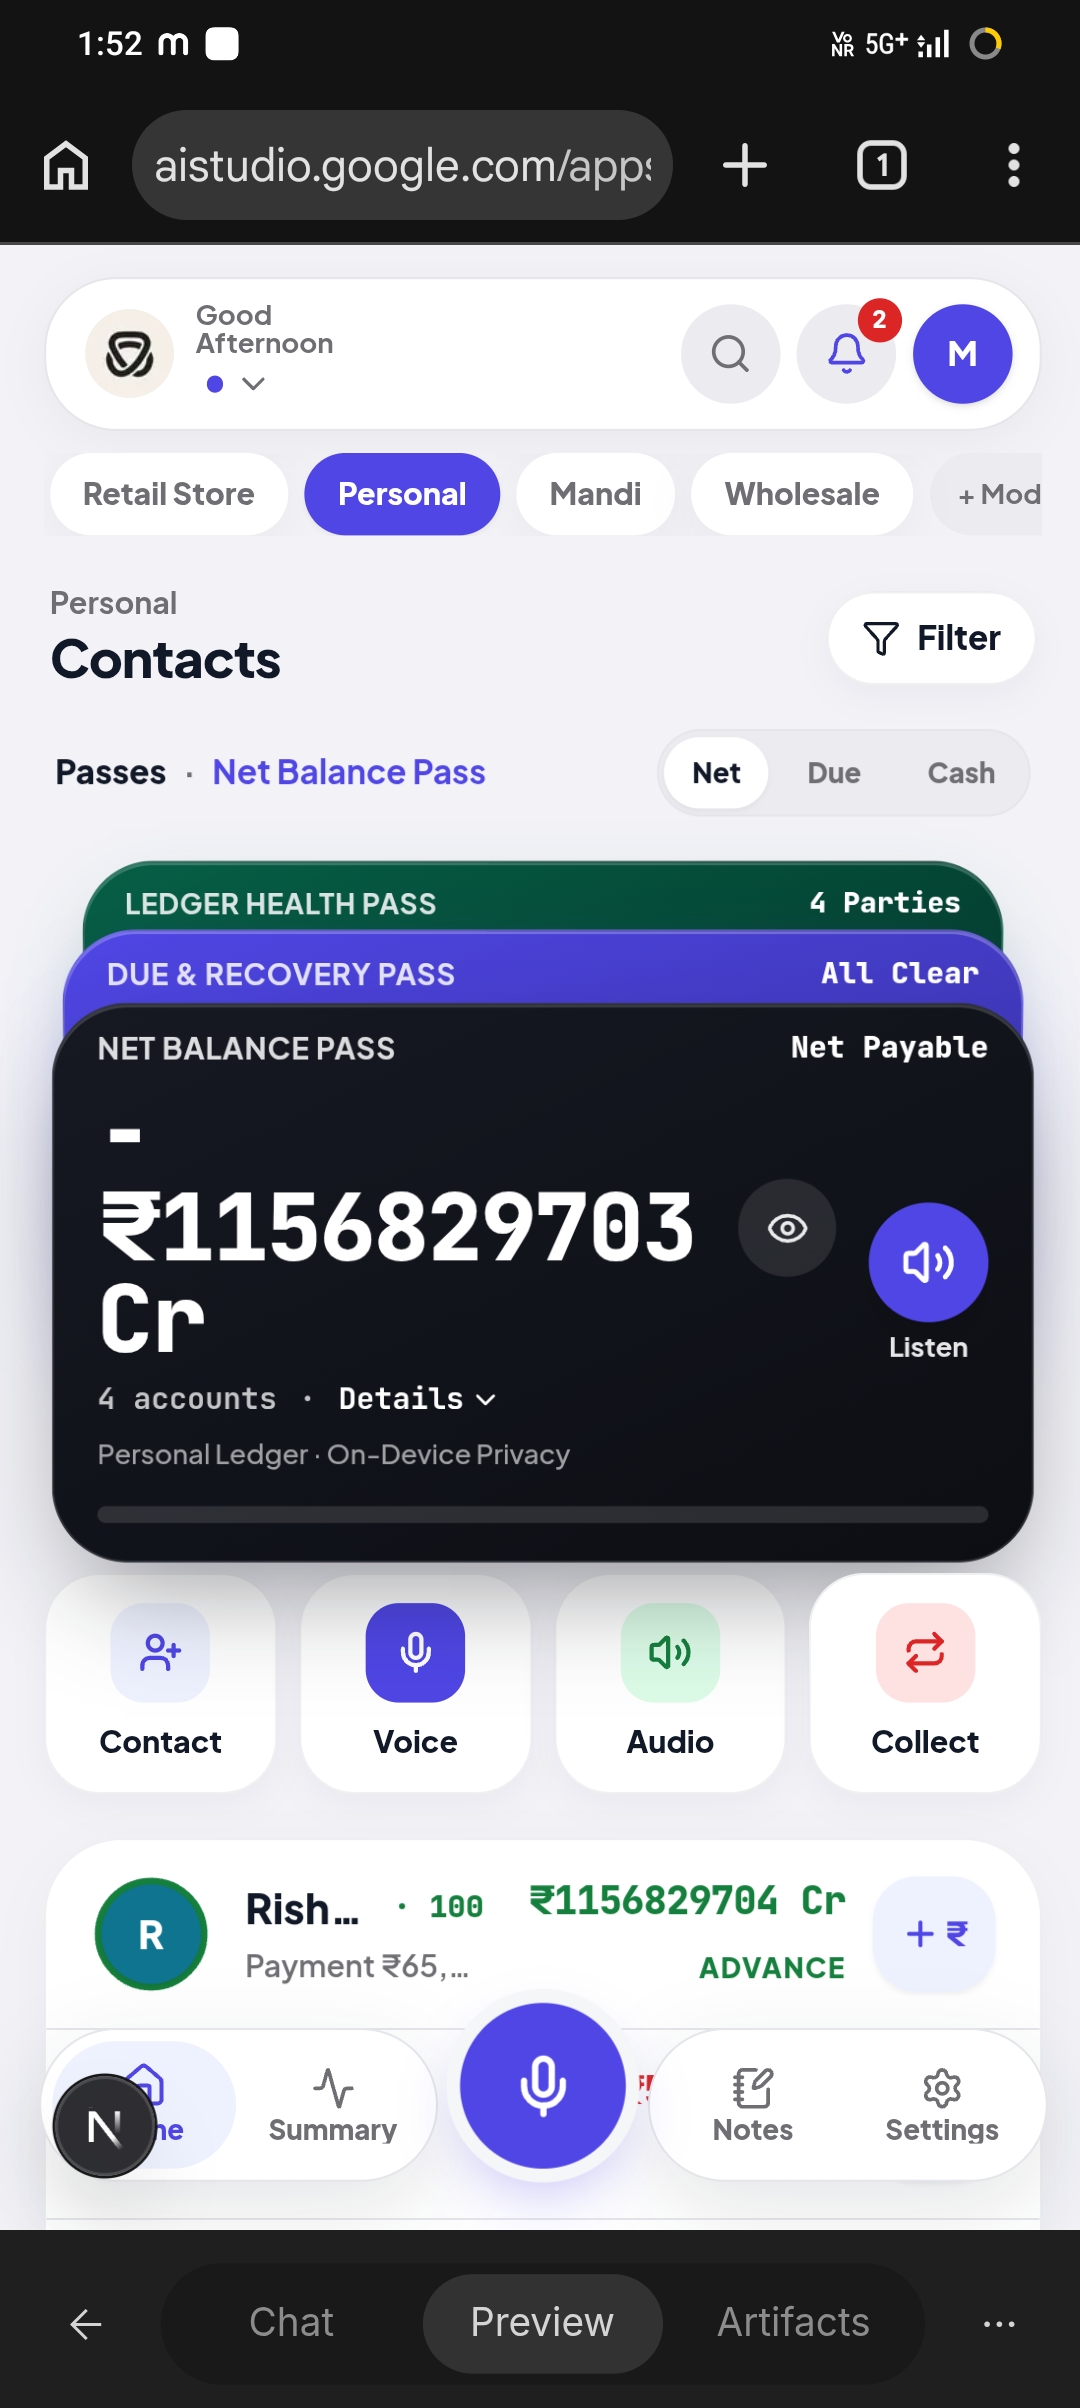 1:52 m
Vo NR 5G+
aistudio.google.com/apps
1
Good
Afternoon
2
M
Retail Store
Personal
Mandi
Wholesale
+ Mod
Personal
Contacts
Filter
Passes · Net Balance Pass
Net
Due
Cash
LEDGER HEALTH PASS
4 Parties
DUE & RECOVERY PASS
All Clear
NET BALANCE PASS
Net Payable
-
₹1156829703
Cr
Listen
4 accounts · Details
Personal Ledger · On-Device Privacy
Contact
Voice
Audio
Collect
R
Rish... · 100
₹1156829704 Cr
+ ₹
Payment ₹65,...
ADVANCE
N
Summary
Notes
Settings
Chat
Preview
Artifacts